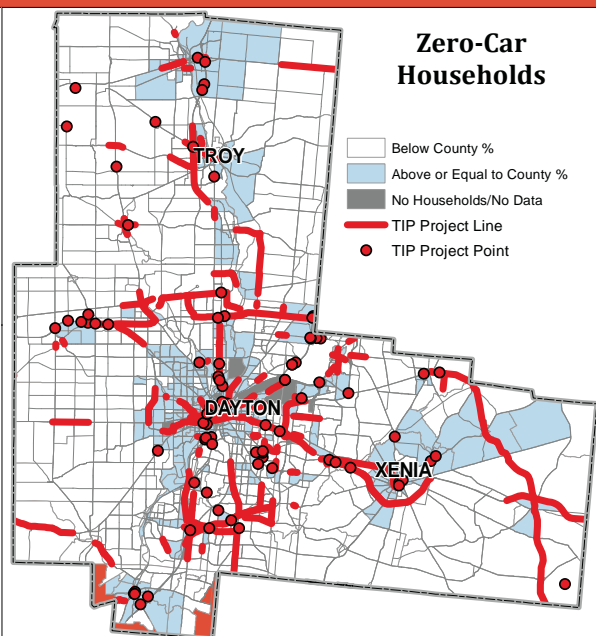 Zero-Car
Households
Below County %
Above or Equal to County %
No Households/No Data
TIP Project Line
TIP Project Point
TROY
DAYTON
XENIA